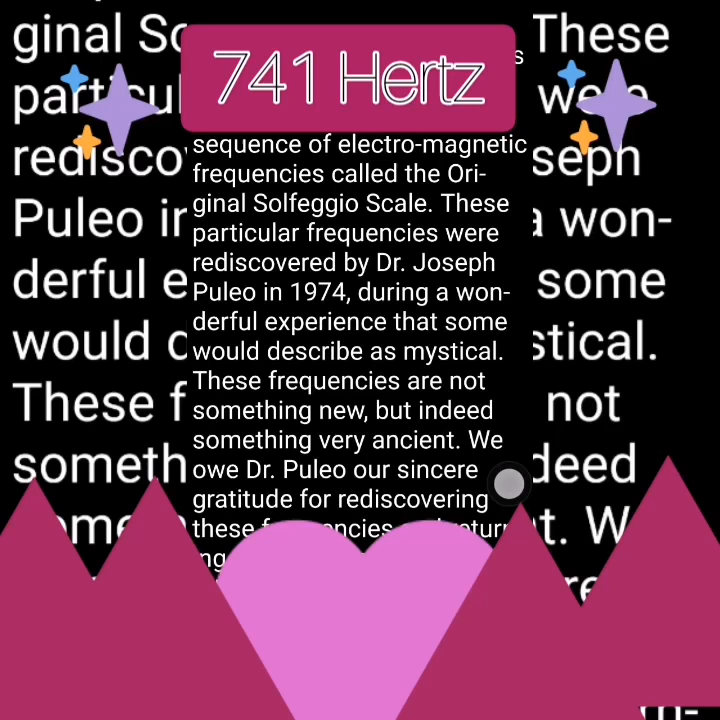 741 Hertz
sequence of electro-magnetic
frequencies called the Ori-
ginal Solfeggio Scale. These
particular frequencies were
rediscovered by Dr. Joseph
Puleo in 1974, during a won-
derful experience that some
would describe as mystical.
These frequencies are not
something new, but indeed
something very ancient. We
owe Dr. Puleo our sincere
gratitude for rediscovering
these